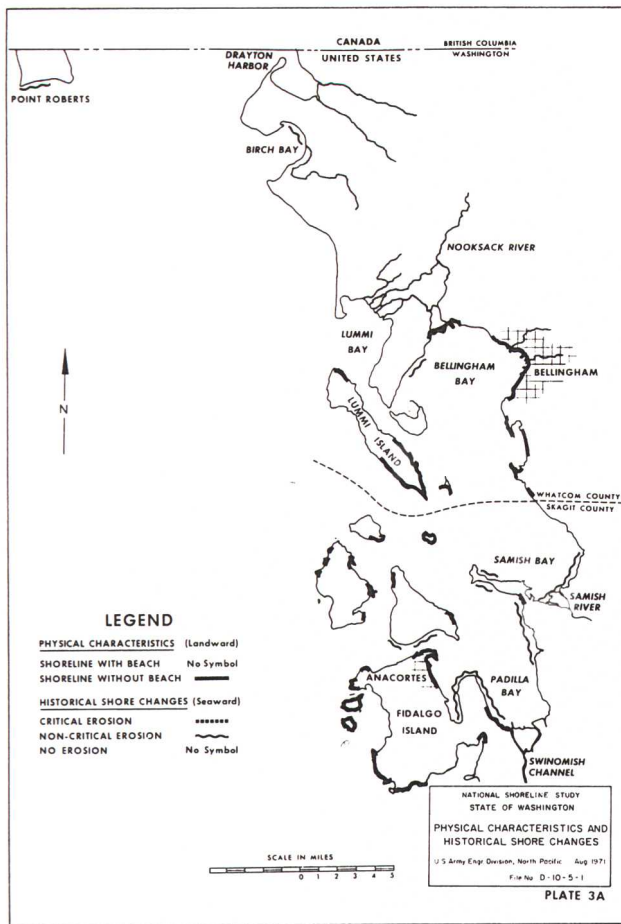 CANADA
BRITISH COLUMBIA
UNITED STATES
WASHINGTON
DRAYTON
HARBOR
POINT ROBERTS
BIRCH BAY
NOOKSACK RIVER
LUMMI
BAY
BELLINGHAM
BAY
BELLINGHAM
LUMMI ISLAND
N
WHATCOM COUNTY
SKAGIT COUNTY
SAMISH BAY
SAMISH
RIVER
ANACORTES
PADILLA
BAY
FIDALGO
ISLAND
SWINOMISH
CHANNEL
LEGEND
PHYSICAL CHARACTERISTICS (Landward)
SHORELINE WITH BEACH No Symbol
SHORELINE WITHOUT BEACH
HISTORICAL SHORE CHANGES (Seaward)
CRITICAL EROSION
NON-CRITICAL EROSION
NO EROSION No Symbol
SCALE IN MILES
0 1 2 3 4 5
NATIONAL SHORELINE STUDY
STATE OF WASHINGTON
PHYSICAL CHARACTERISTICS AND
HISTORICAL SHORE CHANGES
U S Army Engr Division, North Pacific Aug 1971
File No D-10-5-1
PLATE 3A